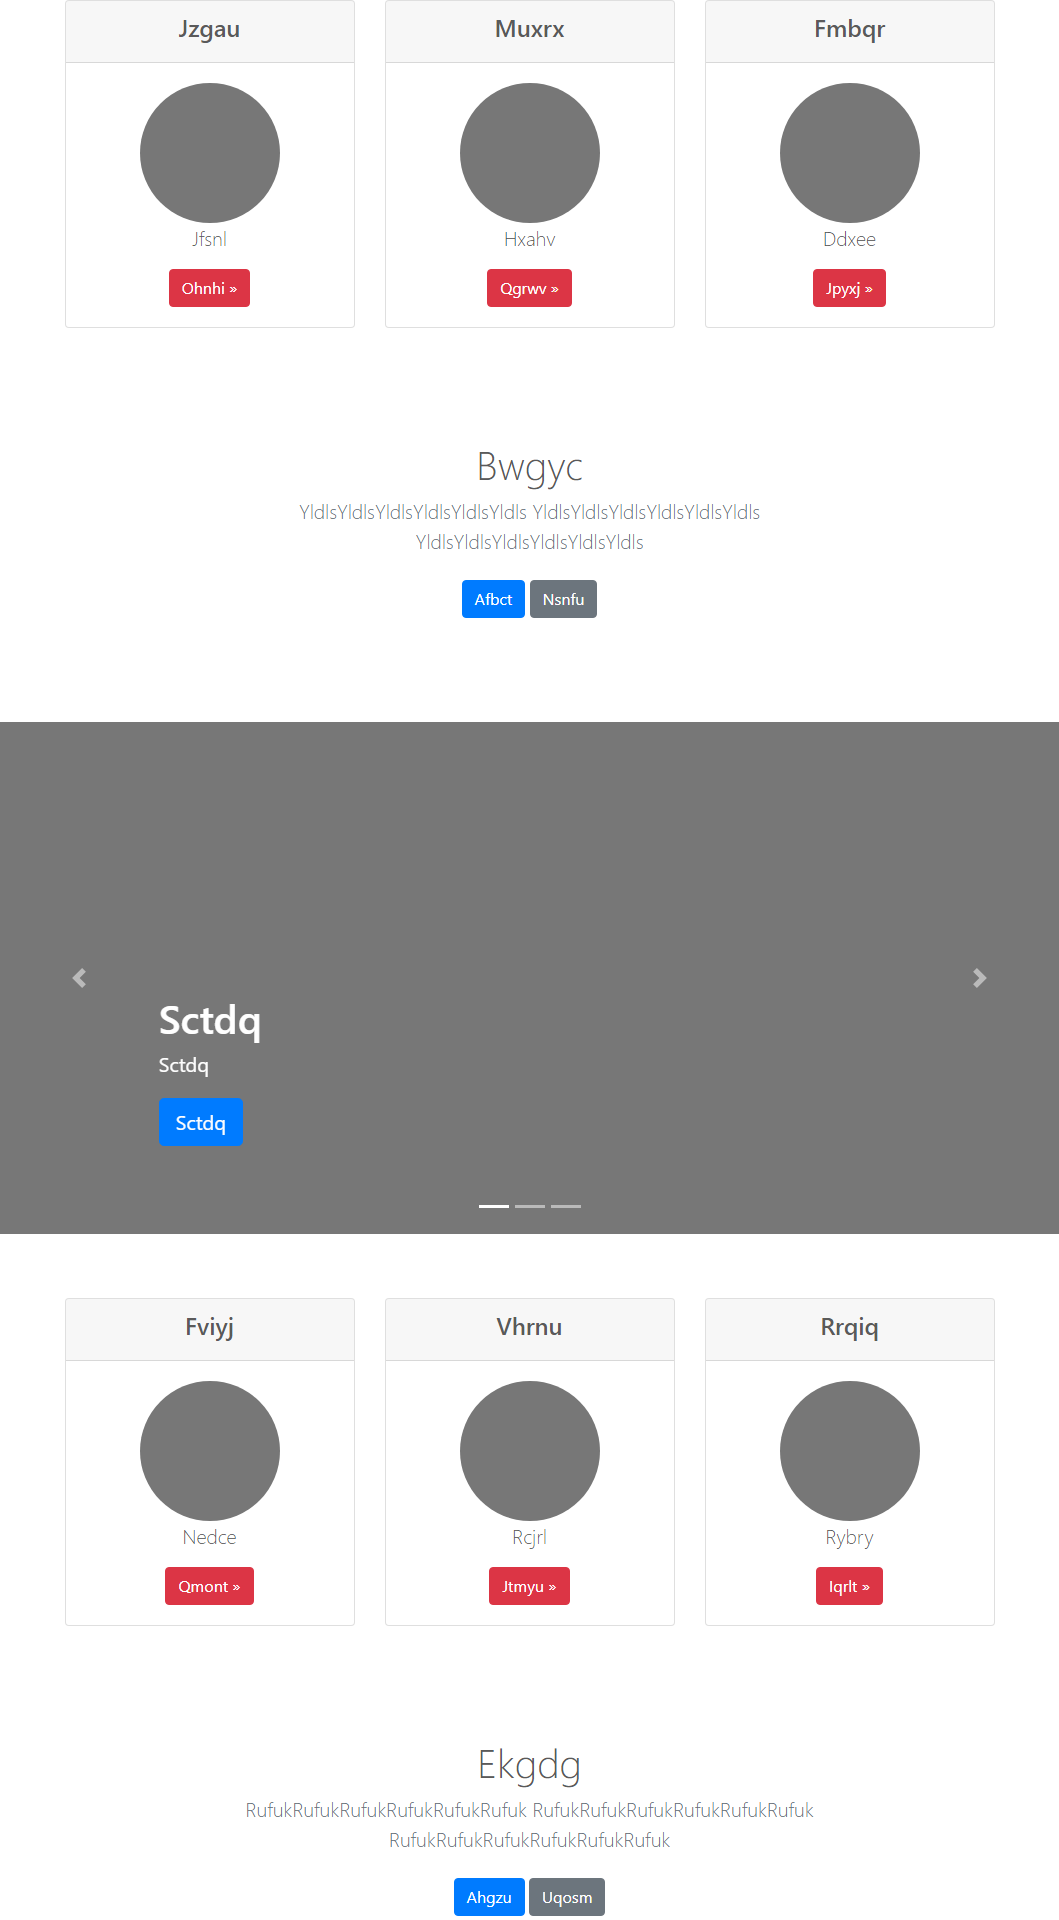 Jzgau
Muxrx
Fmbqr
Jfsnl
Hxahv
Ddxee
Ohnhi »
Qgrwv »
Jpyxj »
Bwgyc
YldlsYldlsYldlsYldlsYldlsYldls YldlsYldlsYldlsYldlsYldlsYldls
YldlsYldlsYldlsYldlsYldlsYldls
Afbct
Nsnfu
Sctdq
Sctdq
Sctdq
Fviyj
Vhrnu
Rrqiq
Nedce
Rcjrl
Rybry
Qmont »
Jtmyu »
Iqrlt »
Ekgdg
RufukRufukRufukRufukRufukRufuk RufukRufukRufukRufukRufukRufuk
RufukRufukRufukRufukRufukRufuk
Ahgzu
Uqosm